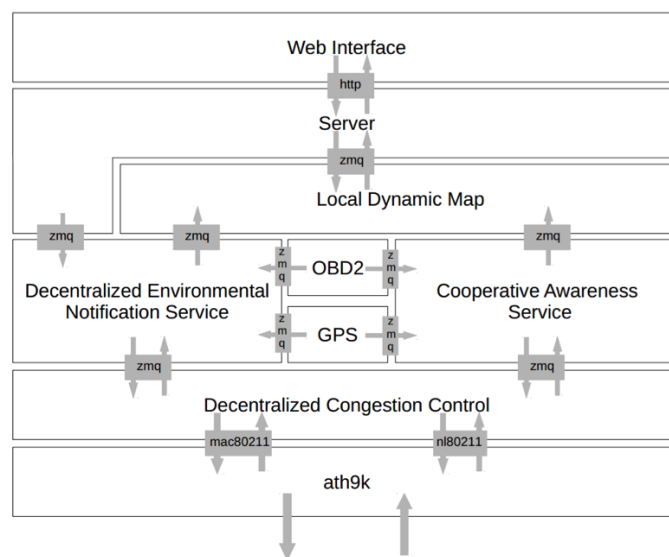 Web Interface
http
Server
zmq
Local Dynamic Map
zmq
zmq
zmq
z
m
q
OBD2
z
m
q
Decentralized Environmental
Notification Service
Cooperative Awareness
Service
z
m
q
GPS
z
m
q
zmq
zmq
Decentralized Congestion Control
mac80211
nl80211
ath9k